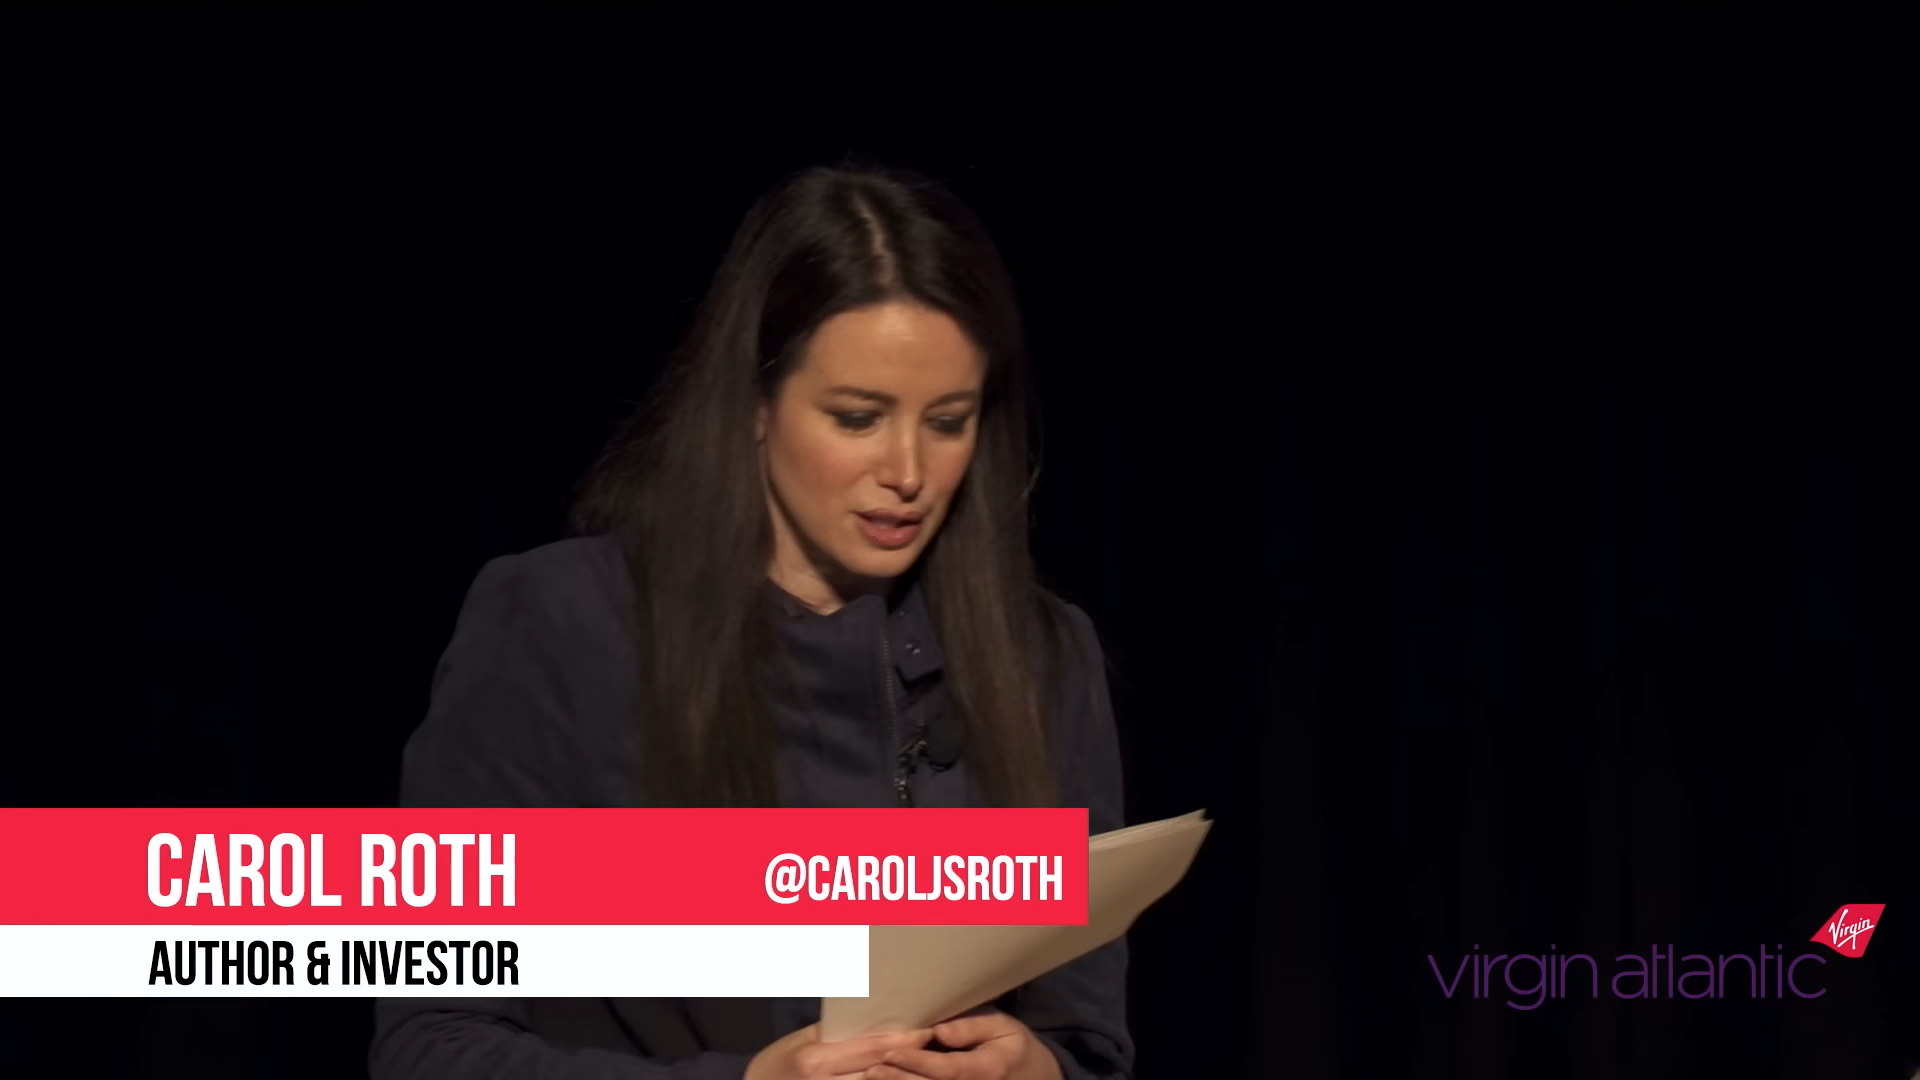 CAROL ROTH
@CAROLJSROTH
AUTHOR & INVESTOR
Virgin
virgin atlantic